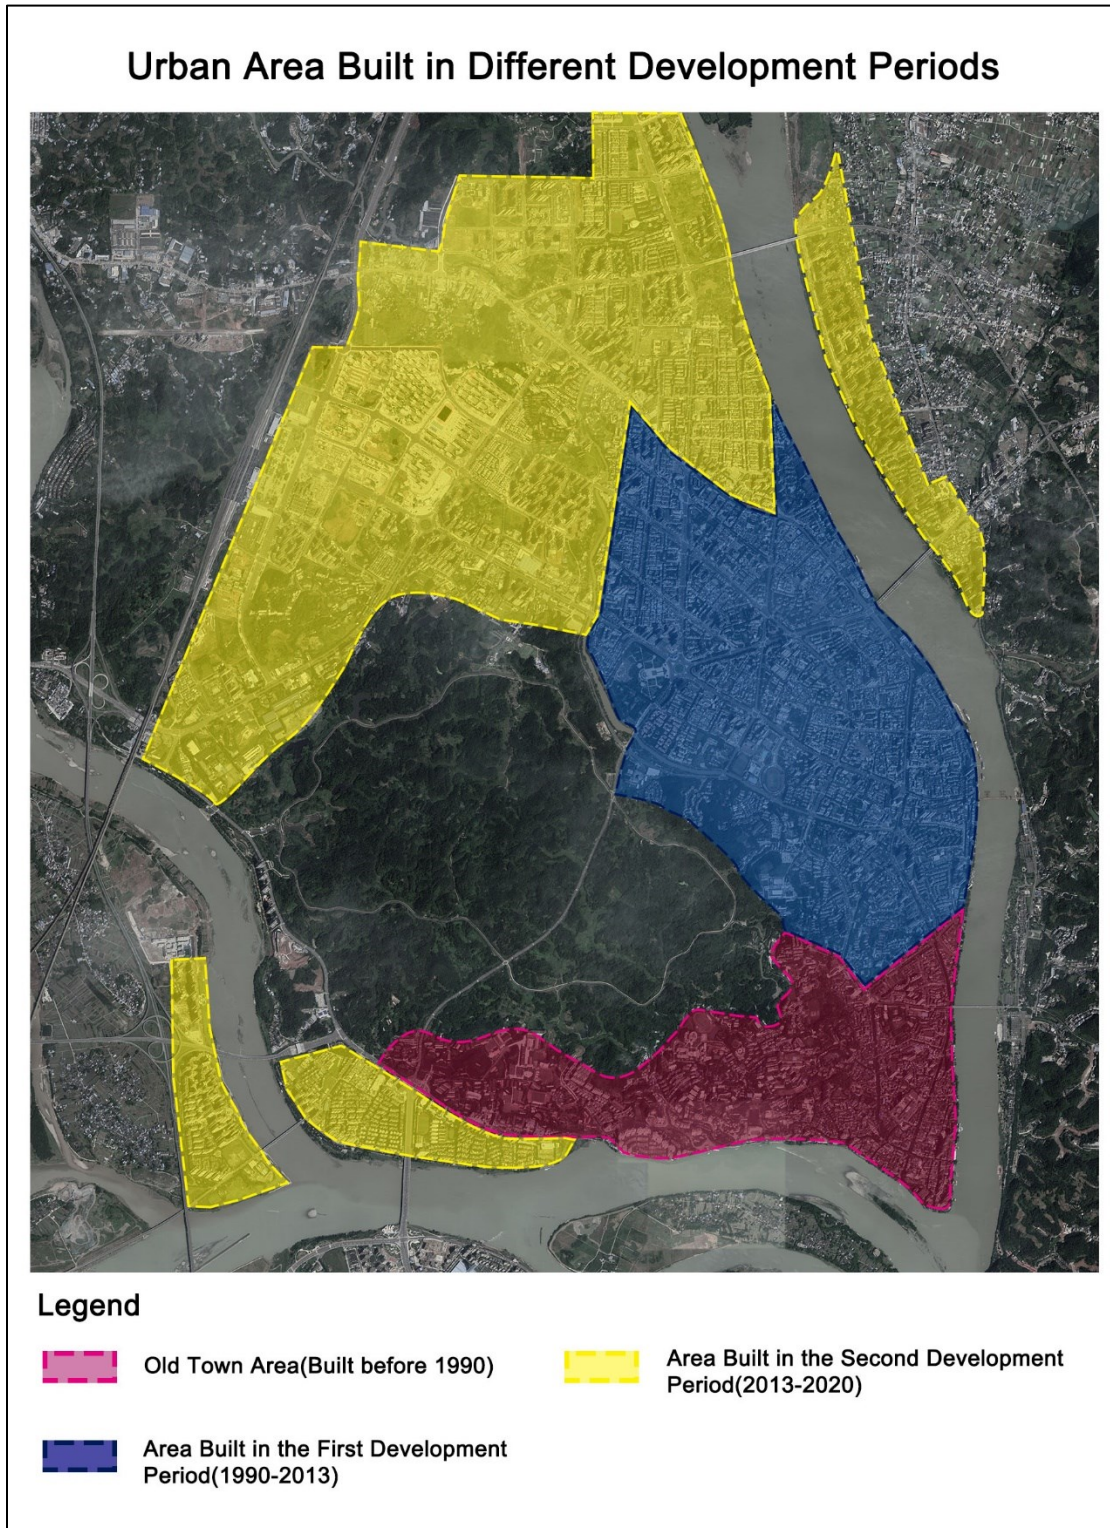 Urban Area Built in Different Development Periods
Legend
Old Town Area(Built before 1990)
Area Built in the First Development
Period(1990-2013)
Area Built in the Second Development
Period(2013-2020)